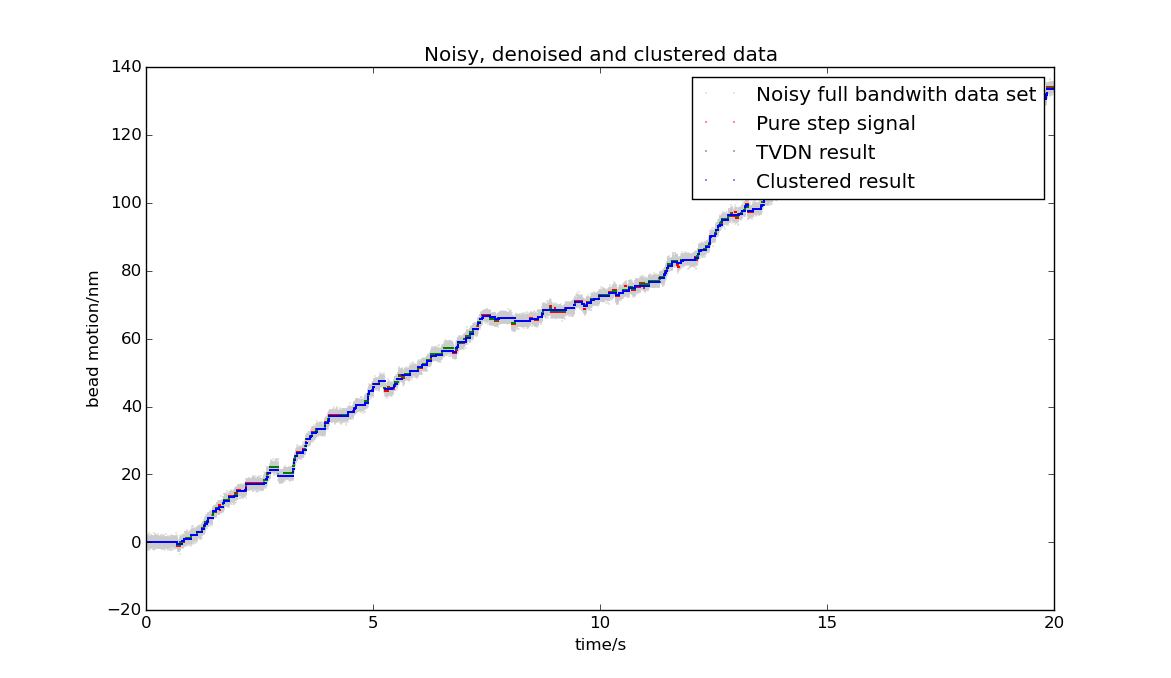 Noisy, denoised and clustered data
140
120
100
80
60
40
20
0
−20
bead motion/nm
Noisy full bandwith data set
Pure step signal
TVDN result
Clustered result
0 5 10 15 20
time/s